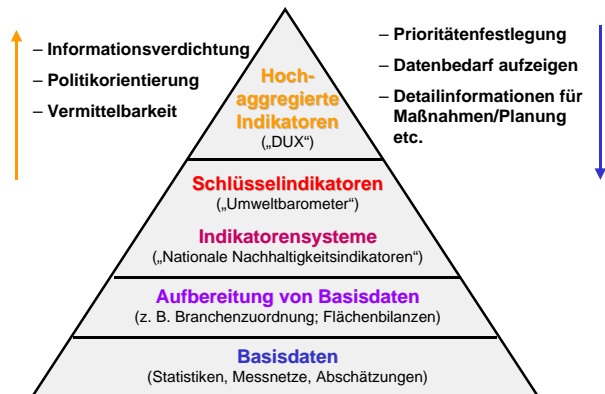 – Informationsverdichtung
– Politikorientierung
– Vermittelbarkeit
– Prioritätenfestlegung
– Datenbedarf aufzeigen
– Detailinformationen für
Maßnahmen/Planung
etc.
Hoch-
aggregierte
Indikatoren
(„DUX“)
Schlüsselindikatoren
(„Umweltbarometer“)
Indikatorensysteme
(„Nationale Nachhaltigkeitsindikatoren“)
Aufbereitung von Basisdaten
(z. B. Branchenzuordnung; Flächenbilanzen)
Basisdaten
(Statistiken, Messnetze, Abschätzungen)